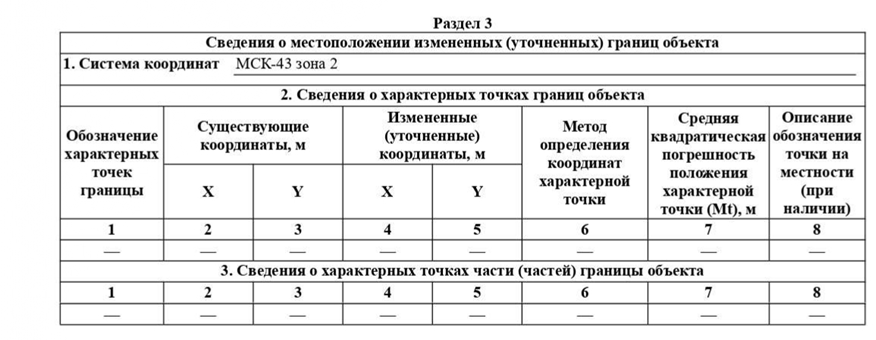 Раздел 3
Сведения о местоположении измененных (уточненных) границ объекта
1. Система координат МСК-43 зона 2
2. Сведения о характерных точках границ объекта
Обозначение
характерных
точек
границы
Существующие
координаты, м
Измененные
(уточненные)
координаты, м
Метод
определения
координат
характерной
точки
Средняя
квадратическая
погрешность
положения
характерной
точки (Mt), м
Описание
обозначения
точки на
местности
(при
наличии)
X Y X Y
1 2 3 4 5 6 7 8
— — — — — — — —
3. Сведения о характерных точках части (частей) границы объекта
1 2 3 4 5 6 7 8
— — — — — — — —